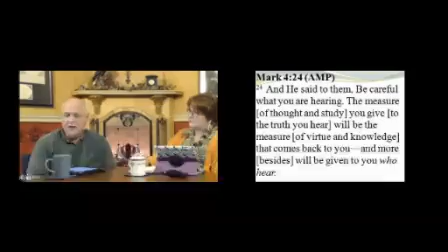 Mark 4:24 (AMP)
24 And He said to them, Be careful
what you are hearing. The measure
[of thought and study] you give [to
the truth you hear] will be the
measure [of virtue and knowledge]
that comes back to you—and more
[besides] will be given to you who
hear.